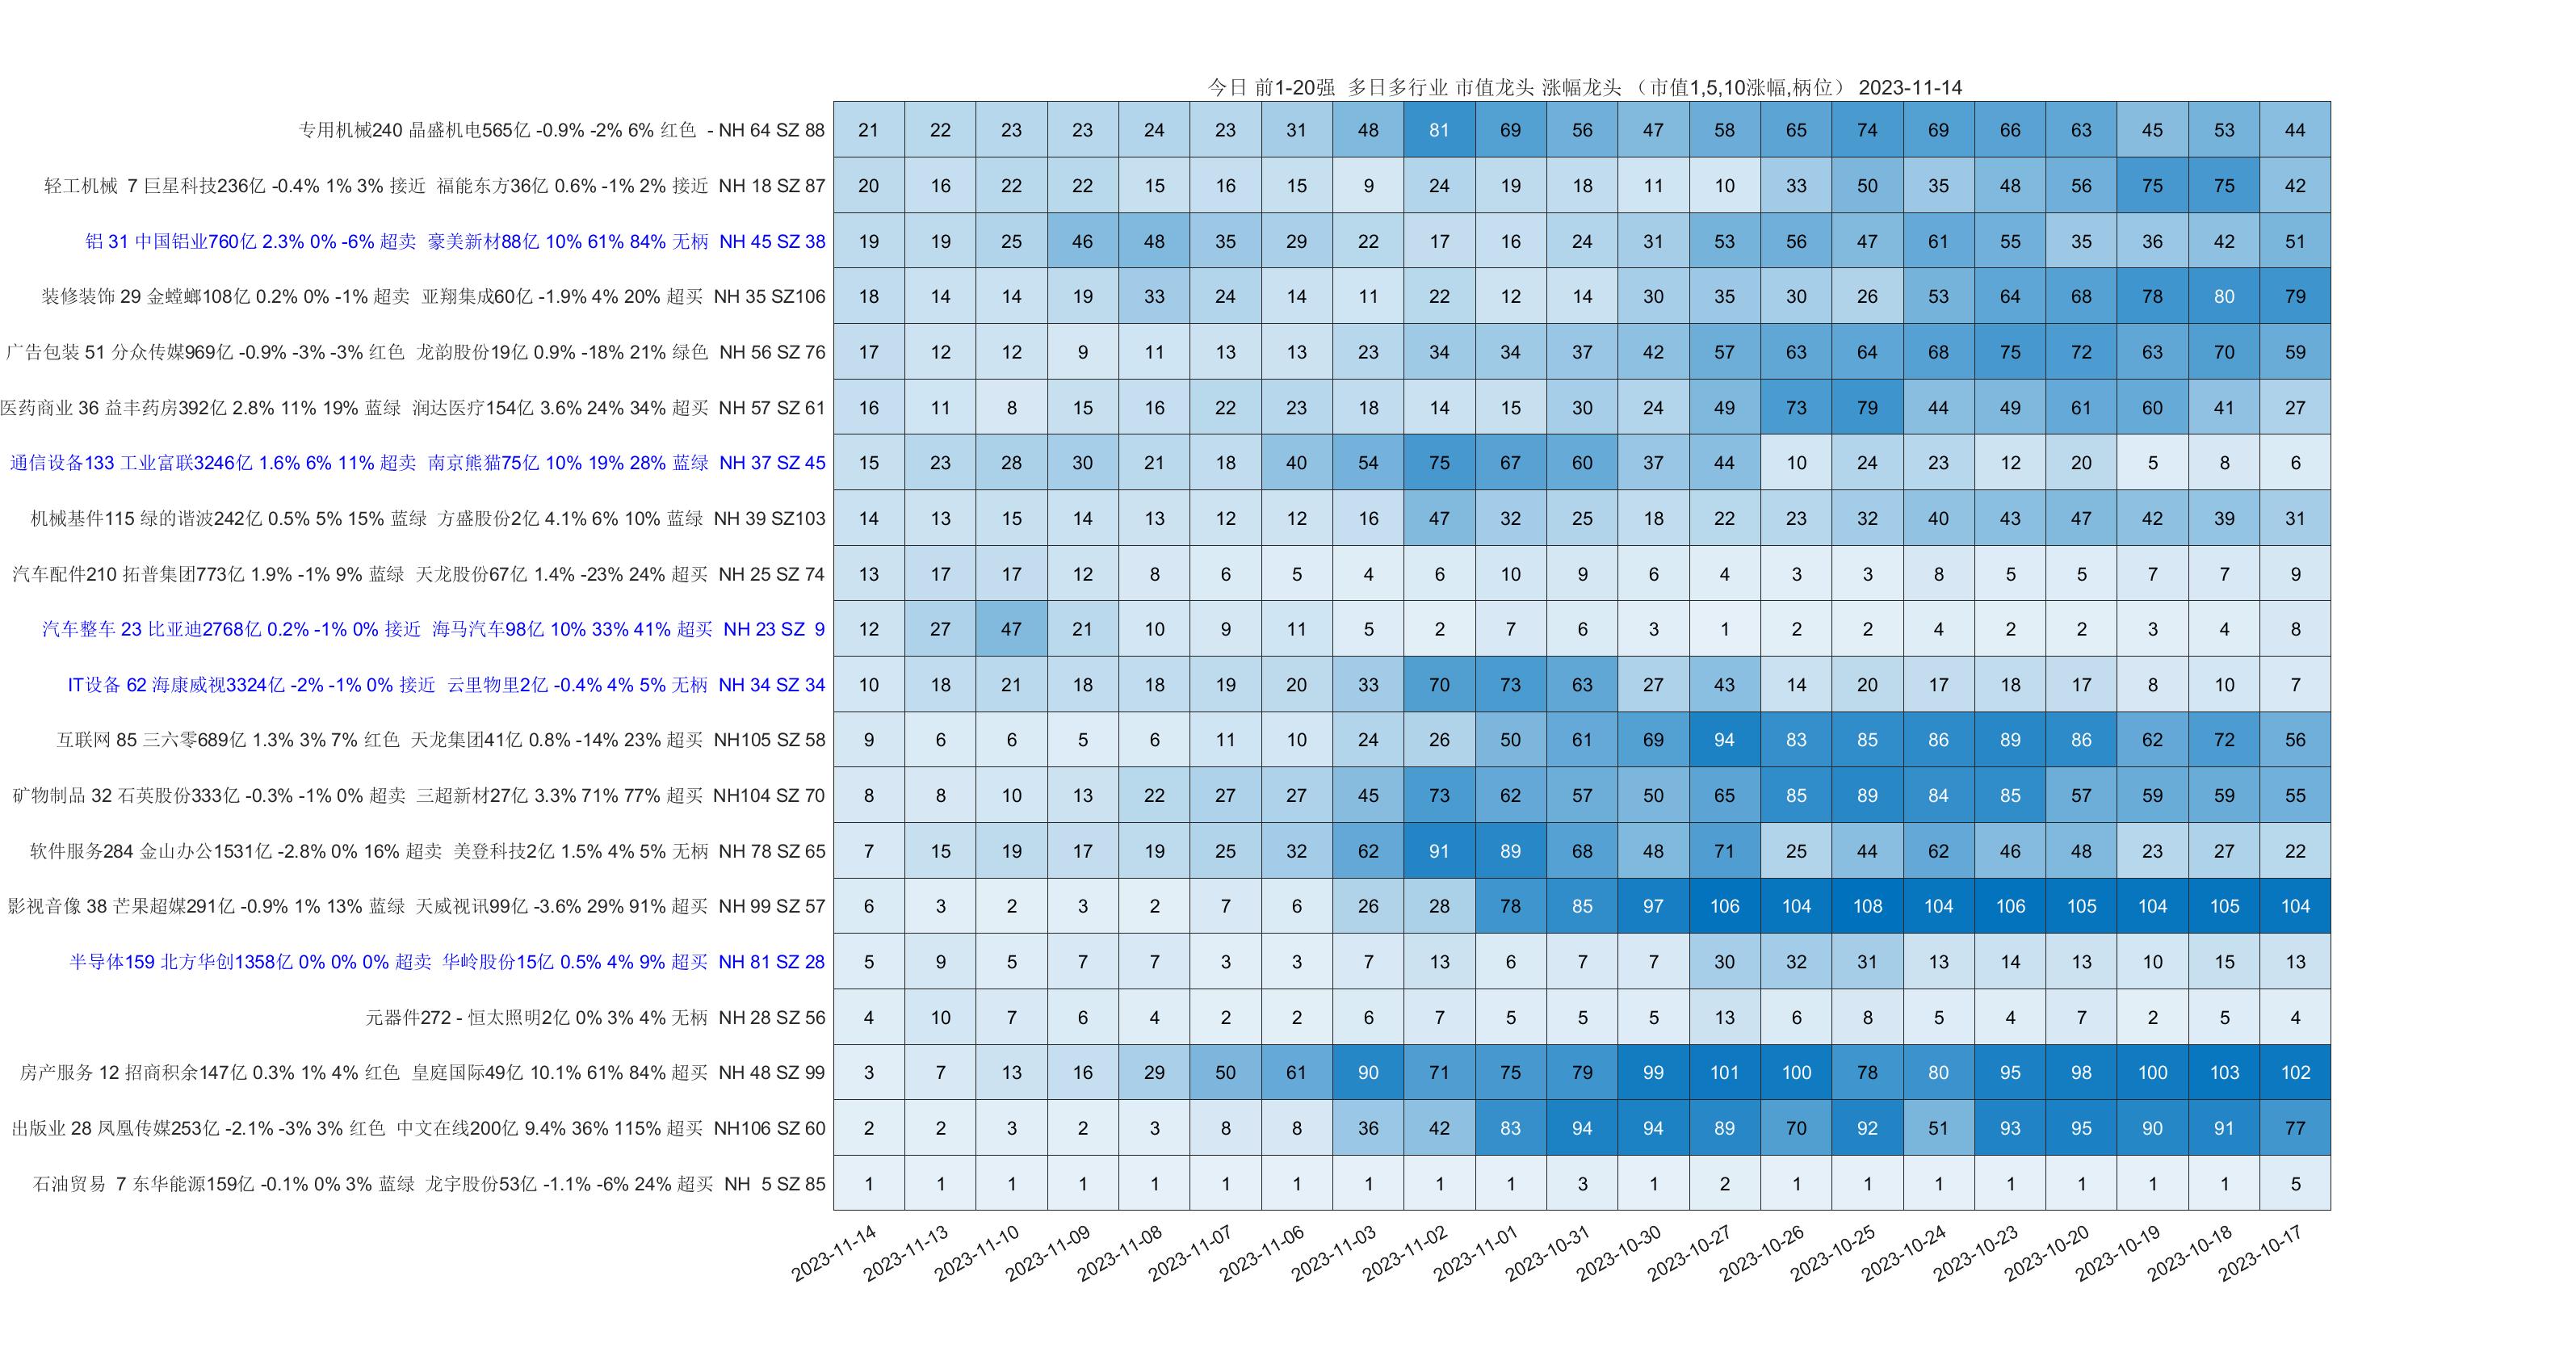 今日 前1-20强 多日多行业 市值龙头 涨幅龙头 （市值1,5,10涨幅,柄位） 2023-11-14
专用机械240 晶盛机电565亿 -0.9% -2% 6% 红色 - NH 64 SZ 88 21 22 23 23 24 23 31 48 81 69 56 47 58 65 74 69 66 63 45 53 44
轻工机械 7 巨星科技236亿 -0.4% 1% 3% 接近 福能东方36亿 0.6% -1% 2% 接近 NH 18 SZ 87 20 16 22 22 15 16 15 9 24 19 18 11 10 33 50 35 48 56 75 75 42
铝 31 中国铝业760亿 2.3% 0% -6% 超卖 豪美新材88亿 10% 61% 84% 无柄 NH 45 SZ 38 19 19 25 46 48 35 29 22 17 16 24 31 53 56 47 61 55 35 36 42 51
装修装饰 29 金螳螂108亿 0.2% 0% -1% 超卖 亚翔集成60亿 -1.9% 4% 20% 超买 NH 35 SZ106 18 14 14 19 33 24 14 11 22 12 14 30 35 30 26 53 64 68 78 80 79
广告包装 51 分众传媒969亿 -0.9% -3% -3% 红色 龙韵股份19亿 0.9% -18% 21% 绿色 NH 56 SZ 76 17 12 12 9 11 13 13 23 34 34 37 42 57 63 64 68 75 72 63 70 59
医药商业 36 益丰药房392亿 2.8% 11% 19% 蓝绿 润达医疗154亿 3.6% 24% 34% 超买 NH 57 SZ 61 16 11 8 15 16 22 23 18 14 15 30 24 49 73 79 44 49 61 60 41 27
通信设备133 工业富联3246亿 1.6% 6% 11% 超卖 南京熊猫75亿 10% 19% 28% 蓝绿 NH 37 SZ 45 15 23 28 30 21 18 40 54 75 67 60 37 44 10 24 23 12 20 5 8 6
机械基件115 绿的谐波242亿 0.5% 5% 15% 蓝绿 方盛股份2亿 4.1% 6% 10% 蓝绿 NH 39 SZ103 14 13 15 14 13 12 12 16 47 32 25 18 22 23 32 40 43 47 42 39 31
汽车配件210 拓普集团773亿 1.9% -1% 9% 蓝绿 天龙股份67亿 1.4% -23% 24% 超买 NH 25 SZ 74 13 17 17 12 8 6 5 4 6 10 9 6 4 3 3 8 5 5 7 7 9
汽车整车 23 比亚迪2768亿 0.2% -1% 0% 接近 海马汽车98亿 10% 33% 41% 超买 NH 23 SZ 9 12 27 47 21 10 9 11 5 2 7 6 3 1 2 2 4 2 2 3 4 8
IT设备 62 海康威视3324亿 -2% -1% 0% 接近 云里物里2亿 -0.4% 4% 5% 无柄 NH 34 SZ 34 10 18 21 18 18 19 20 33 70 73 63 27 43 14 20 17 18 17 8 10 7
互联网 85 三六零689亿 1.3% 3% 7% 红色 天龙集团41亿 0.8% -14% 23% 超买 NH105 SZ 58 9 6 6 5 6 11 10 24 26 50 61 69 94 83 85 86 89 86 62 72 56
矿物制品 32 石英股份333亿 -0.3% -1% 0% 超卖 三超新材27亿 3.3% 71% 77% 超买 NH104 SZ 70 8 8 10 13 22 27 27 45 73 62 57 50 65 85 89 84 85 57 59 59 55
软件服务284 金山办公1531亿 -2.8% 0% 16% 超卖 美登科技2亿 1.5% 4% 5% 无柄 NH 78 SZ 65 7 15 19 17 19 25 32 62 91 89 68 48 71 25 44 62 46 48 23 27 22
影视音像 38 芒果超媒291亿 -0.9% 1% 13% 蓝绿 天威视讯99亿 -3.6% 29% 91% 超买 NH 99 SZ 57 6 3 2 3 2 7 6 26 28 78 85 97 106 104 108 104 106 105 104 105 104
半导体159 北方华创1358亿 0% 0% 0% 超卖 华岭股份15亿 0.5% 4% 9% 超买 NH 81 SZ 28 5 9 5 7 7 3 3 7 13 6 7 7 30 32 31 13 14 13 10 15 13
元器件272 - 恒太照明2亿 0% 3% 4% 无柄 NH 28 SZ 56 4 10 7 6 4 2 2 6 7 5 5 5 13 6 8 5 4 7 2 5 4
房产服务 12 招商积余147亿 0.3% 1% 4% 红色 皇庭国际49亿 10.1% 61% 84% 超买 NH 48 SZ 99 3 7 13 16 29 50 61 90 71 75 79 99 101 100 78 80 95 98 100 103 102
出版业 28 凤凰传媒253亿 -2.1% -3% 3% 红色 中文在线200亿 9.4% 36% 115% 超买 NH106 SZ 60 2 2 3 2 3 8 8 36 42 83 94 94 89 70 92 51 93 95 90 91 77
石油贸易 7 东华能源159亿 -0.1% 0% 3% 蓝绿 龙宇股份53亿 -1.1% -6% 24% 超买 NH 5 SZ 85 1 1 1 1 1 1 1 1 1 1 3 1 2 1 1 1 1 1 1 1 5
2023-11-14 2023-11-13 2023-11-10 2023-11-09 2023-11-08 2023-11-07 2023-11-06 2023-11-03 2023-11-02 2023-11-01 2023-10-31 2023-10-30 2023-10-27 2023-10-26 2023-10-25 2023-10-24 2023-10-23 2023-10-20 2023-10-19 2023-10-18 2023-10-17